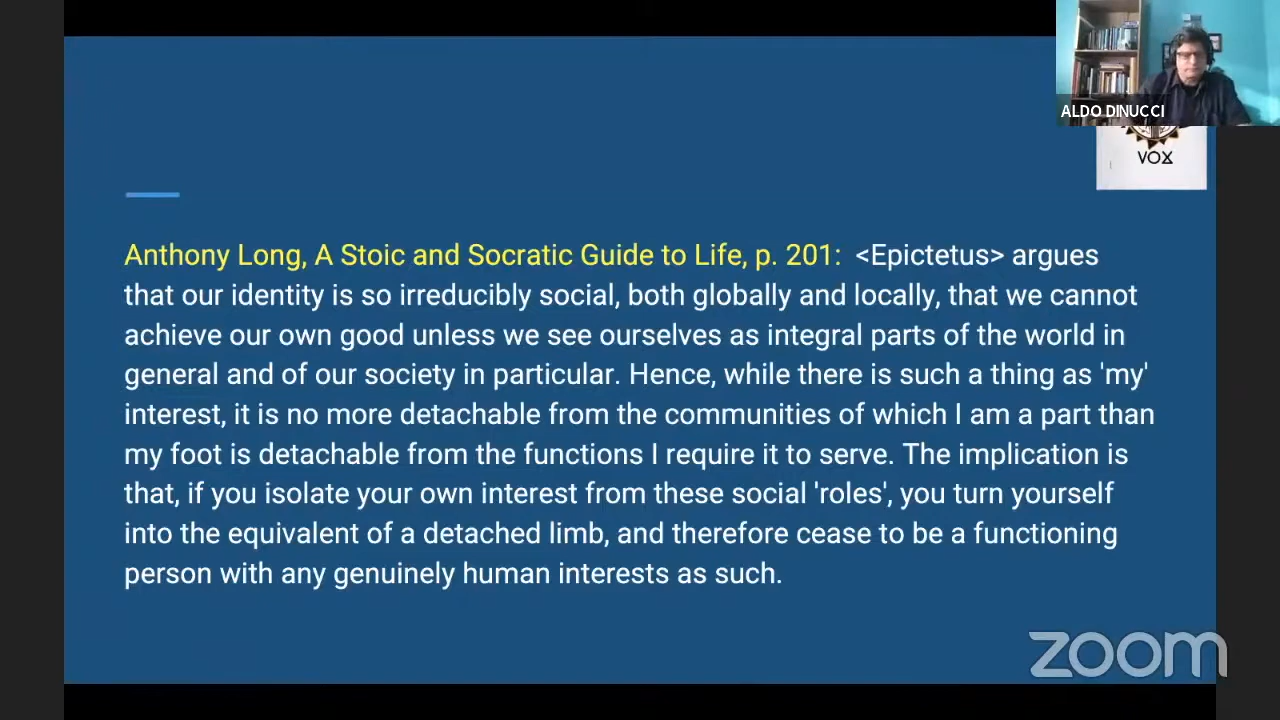 ALDO DINUCCI
VOX
Anthony Long, A Stoic and Socratic Guide to Life, p. 201: <Epictetus> argues
that our identity is so irreducibly social, both globally and locally, that we cannot
achieve our own good unless we see ourselves as integral parts of the world in
general and of our society in particular. Hence, while there is such a thing as 'my'
interest, it is no more detachable from the communities of which I am a part than
my foot is detachable from the functions I require it to serve. The implication is
that, if you isolate your own interest from these social 'roles', you turn yourself
into the equivalent of a detached limb, and therefore cease to be a functioning
person with any genuinely human interests as such.
zoom